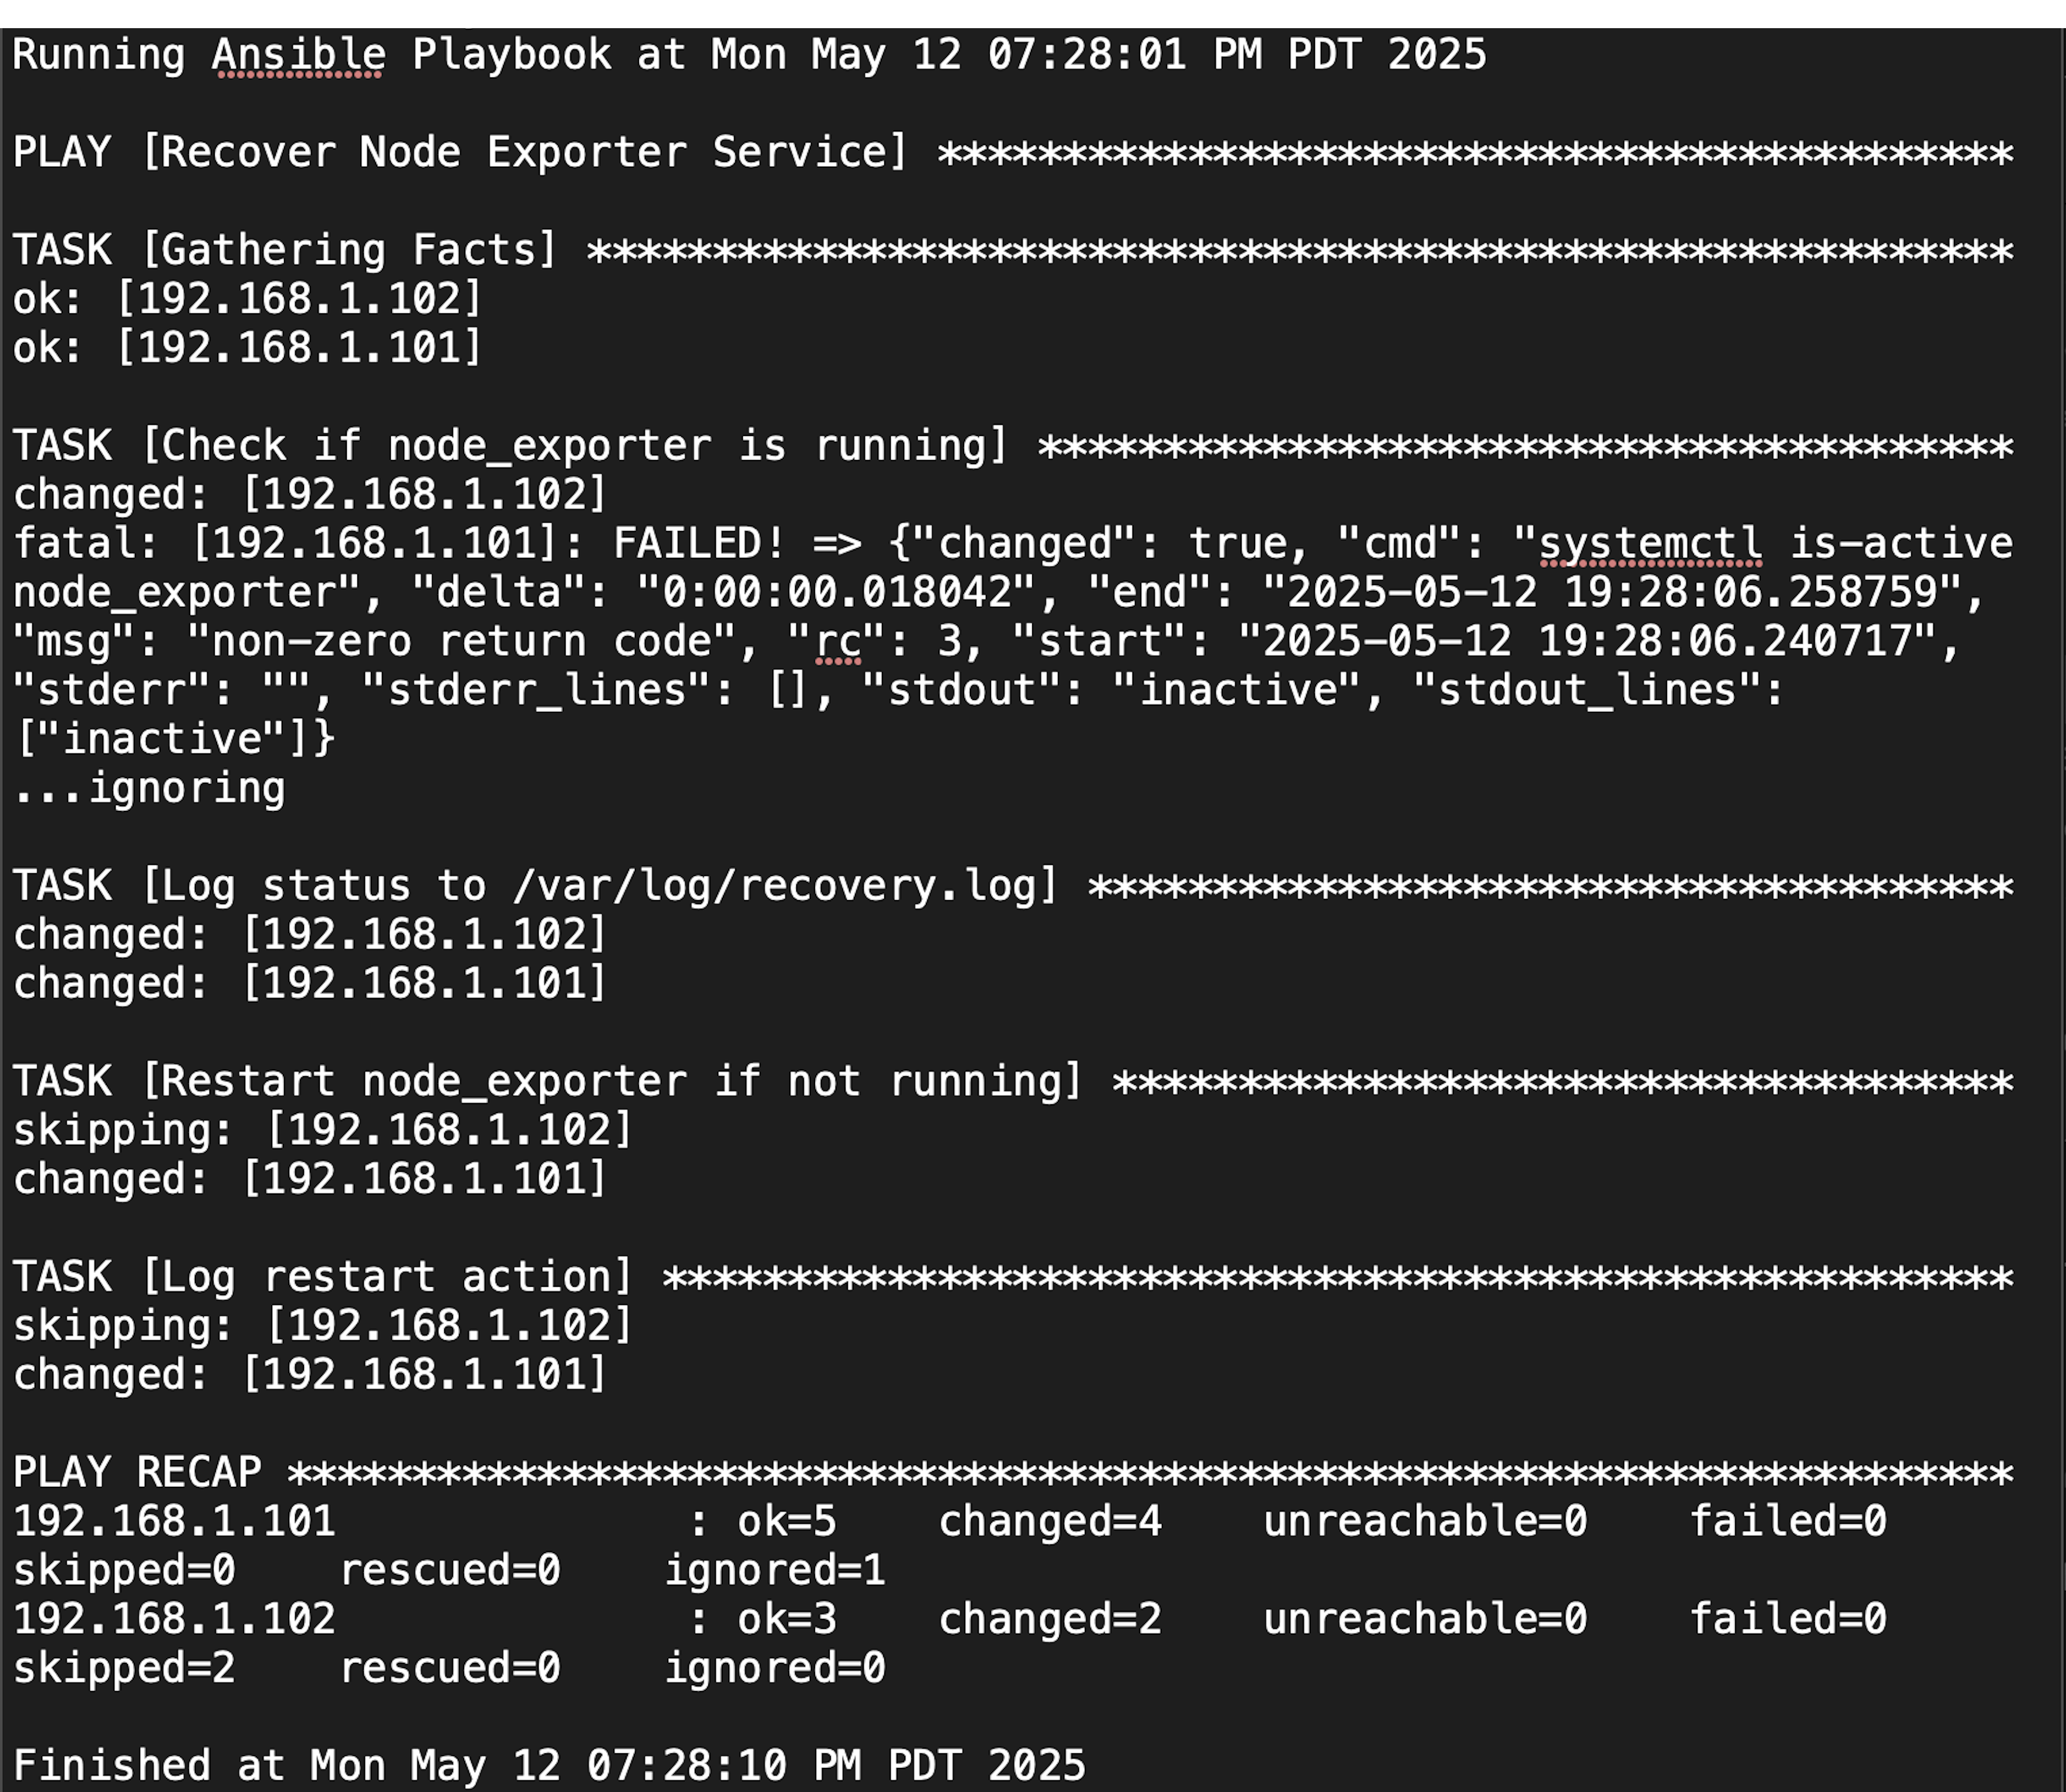 Running Ansible Playbook at Mon May 12 07:28:01 PM PDT 2025
PLAY [Recover Node Exporter Service] *******************************************
TASK [Gathering Facts] *********************************************************
ok: [192.168.1.102]
ok: [192.168.1.101]
TASK [Check if node_exporter is running] ***************************************
changed: [192.168.1.102]
fatal: [192.168.1.101]: FAILED! => {"changed": true, "cmd": "systemctl is-active
node_exporter", "delta": "0:00:00.018042", "end": "2025-05-12 19:28:06.258759",
"msg": "non-zero return code", "rc": 3, "start": "2025-05-12 19:28:06.240717",
"stderr": "", "stderr_lines": [], "stdout": "inactive", "stdout_lines":
["inactive"]}
...ignoring
TASK [Log status to /var/log/recovery.log] *************************************
changed: [192.168.1.102]
changed: [192.168.1.101]
TASK [Restart node_exporter if not running] ************************************
skipping: [192.168.1.102]
changed: [192.168.1.101]
TASK [Log restart action] ******************************************************
skipping: [192.168.1.102]
changed: [192.168.1.101]
PLAY RECAP *********************************************************************
192.168.1.101 : ok=5 changed=4 unreachable=0 failed=0
skipped=0 rescued=0 ignored=1
192.168.1.102 : ok=3 changed=2 unreachable=0 failed=0
skipped=2 rescued=0 ignored=0
Finished at Mon May 12 07:28:10 PM PDT 2025